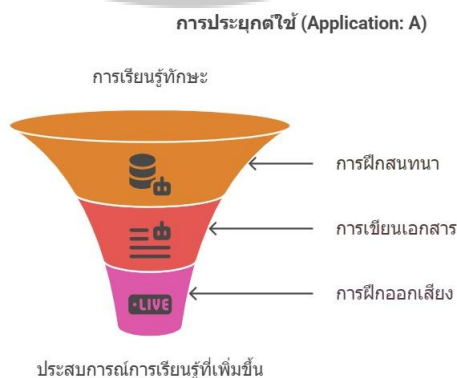 การประยุกต์ใช้ (Application: A)
การเรียนรู้ทักษะ
การฝึกสนทนา
การเขียนเอกสาร
การฝึกออกเสียง
•LIVE
ประสบการณ์การเรียนรู้ที่เพิ่มขึ้น